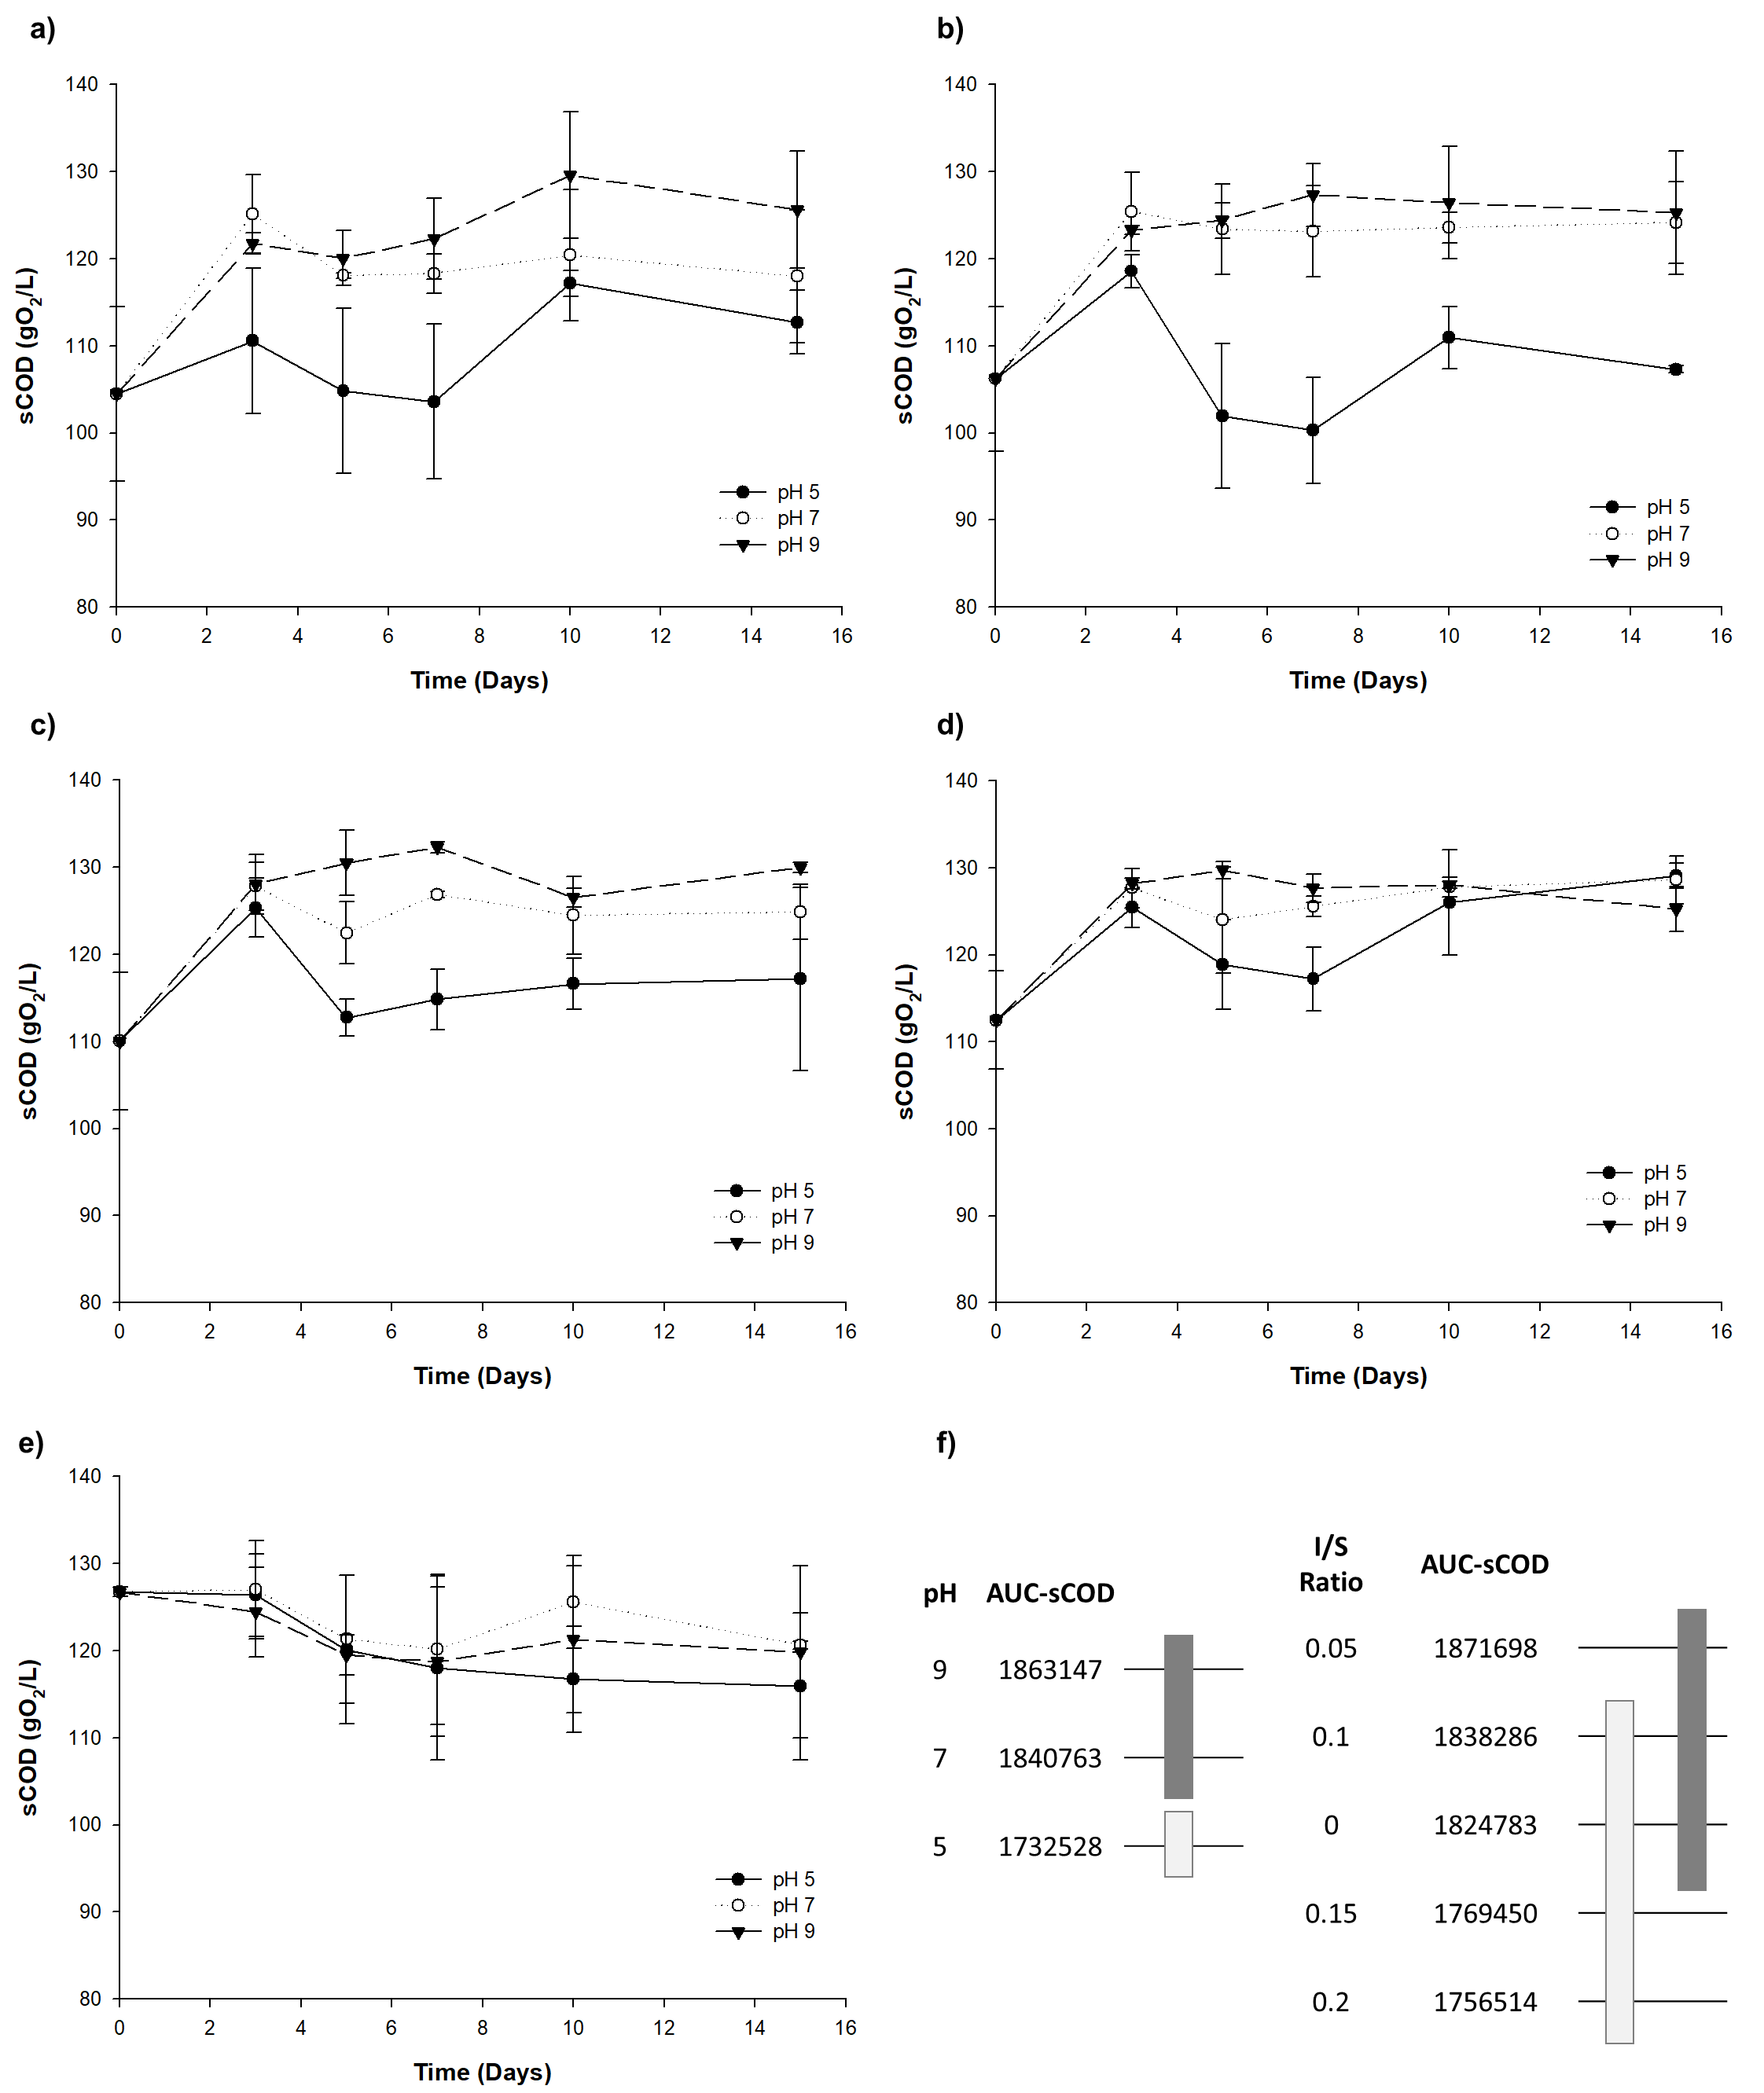 a)
140
130
120
110
100
90
80
sCOD (gO2/L)
0 2 4 6 8 10 12 14 16
Time (Days)
pH 5
pH 7
pH 9
b)
140
130
120
110
100
90
80
sCOD (gO2/L)
0 2 4 6 8 10 12 14 16
Time (Days)
pH 5
pH 7
pH 9
c)
140
130
120
110
100
90
80
sCOD (gO2/L)
0 2 4 6 8 10 12 14 16
Time (Days)
pH 5
pH 7
pH 9
d)
140
130
120
110
100
90
80
sCOD (gO2/L)
0 2 4 6 8 10 12 14 16
Time (Days)
pH 5
pH 7
pH 9
e)
140
130
120
110
100
90
80
sCOD (gO2/L)
0 2 4 6 8 10 12 14 16
Time (Days)
pH 5
pH 7
pH 9
f)
pH AUC-sCOD
9 1863147
7 1840763
5 1732528
I/S
Ratio
AUC-sCOD
0.05 1871698
0.1 1838286
0 1824783
0.15 1769450
0.2 1756514